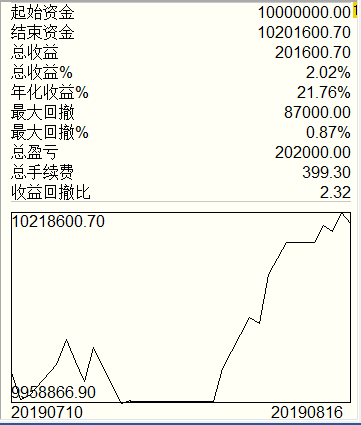 起始资金 10000000.00
结束资金 10201600.70
总收益 201600.70
总收益% 2.02%
年化收益% 21.76%
最大回撤 87000.00
最大回撤% 0.87%
总盈亏 202000.00
总手续费 399.30
收益回撤比 2.32
10218600.70
9958866.90
20190710 20190816